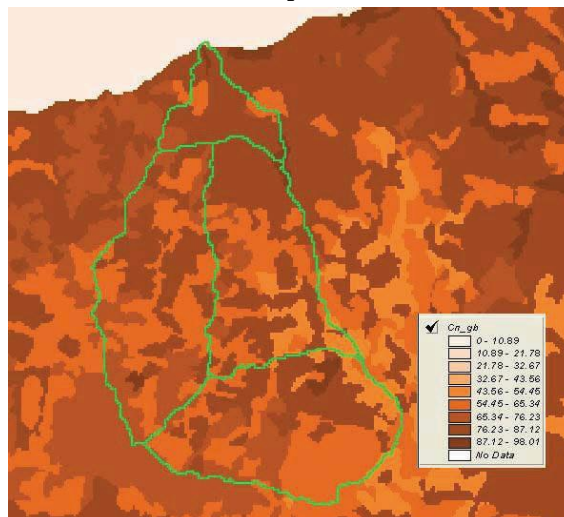 Cn_gb
0 - 10.89
10.89 - 21.78
21.78 - 32.67
32.67 - 43.56
43.56 - 54.45
54.45 - 65.34
65.34 - 76.23
76.23 - 87.12
87.12 - 98.01
No Data